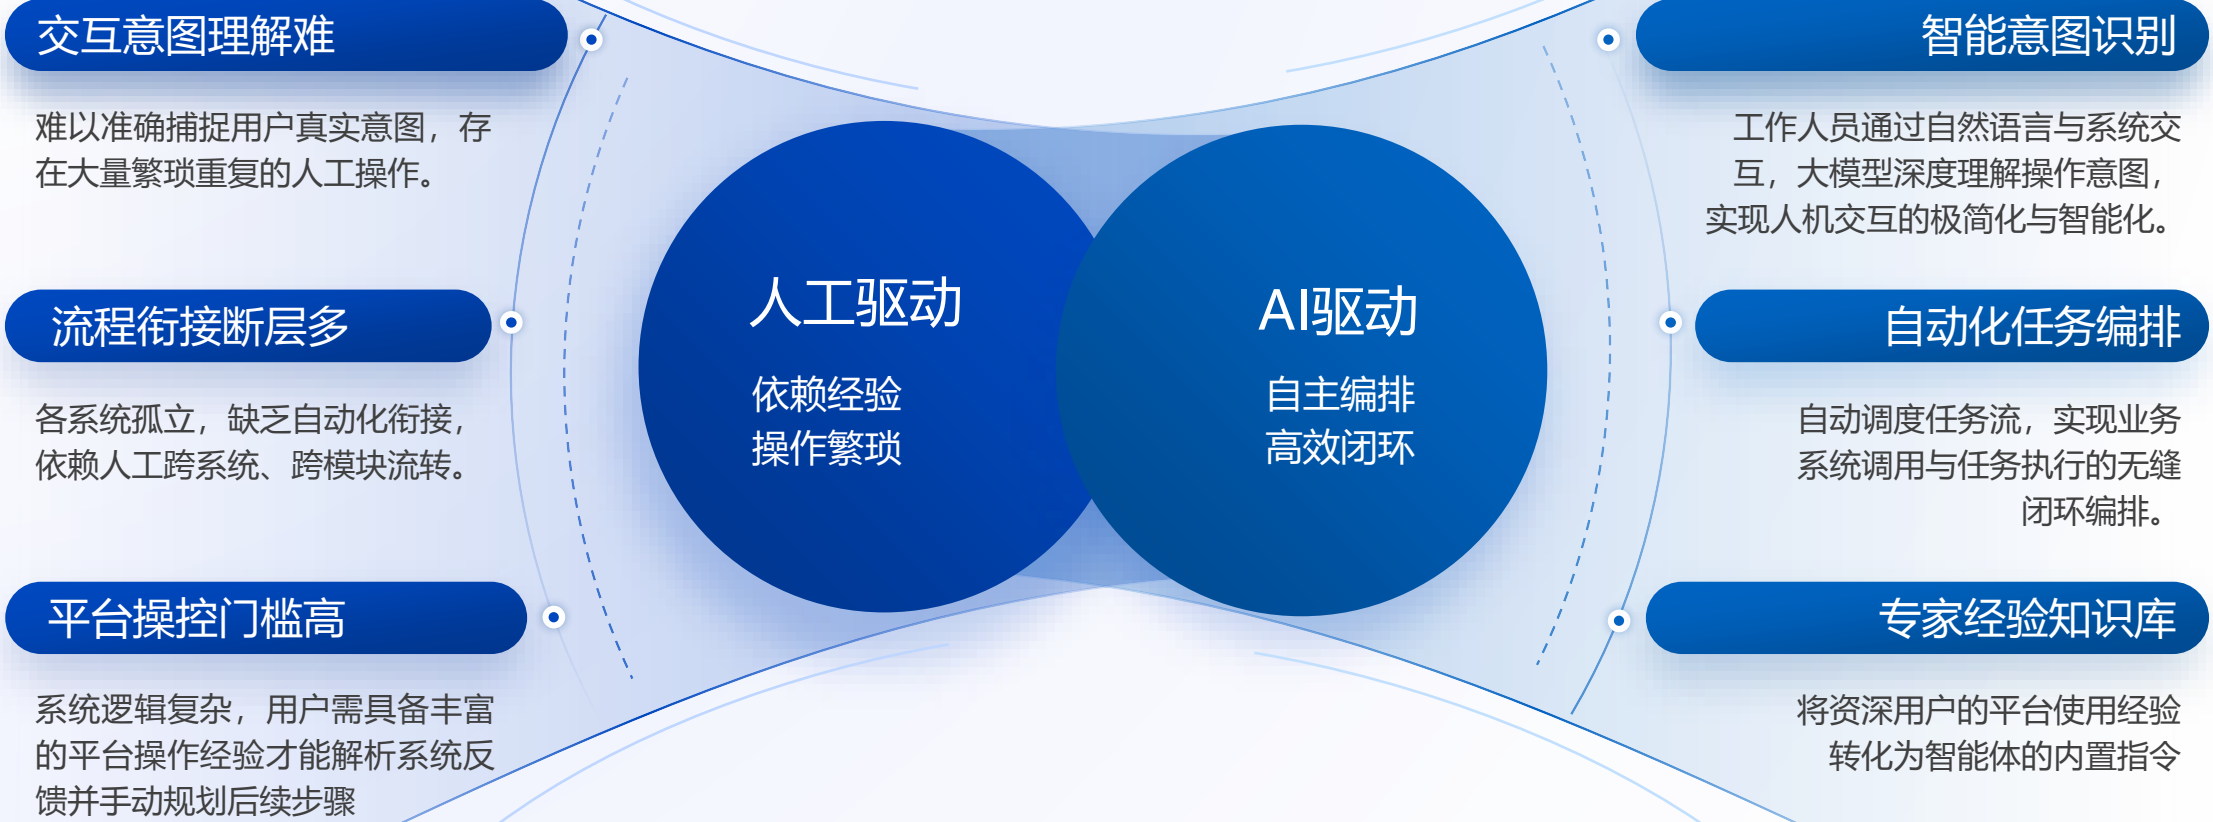 交互意图理解难
难以准确捕捉用户真实意图，存
在大量繁琐重复的人工操作。
流程衔接断层多
各系统孤立，缺乏自动化衔接，
依赖人工跨系统、跨模块流转。
平台操控门槛高
系统逻辑复杂，用户需具备丰富
的平台操作经验才能解析系统反
馈并手动规划后续步骤
人工驱动
依赖经验
操作繁琐
AI驱动
自主编排
高效闭环
智能意图识别
工作人员通过自然语言与系统交
互，大模型深度理解操作意图，
实现人机交互的极简化与智能化。
自动化任务编排
自动调度任务流，实现业务
系统调用与任务执行的无缝
闭环编排。
专家经验知识库
将资深用户的平台使用经验
转化为智能体的内置指令